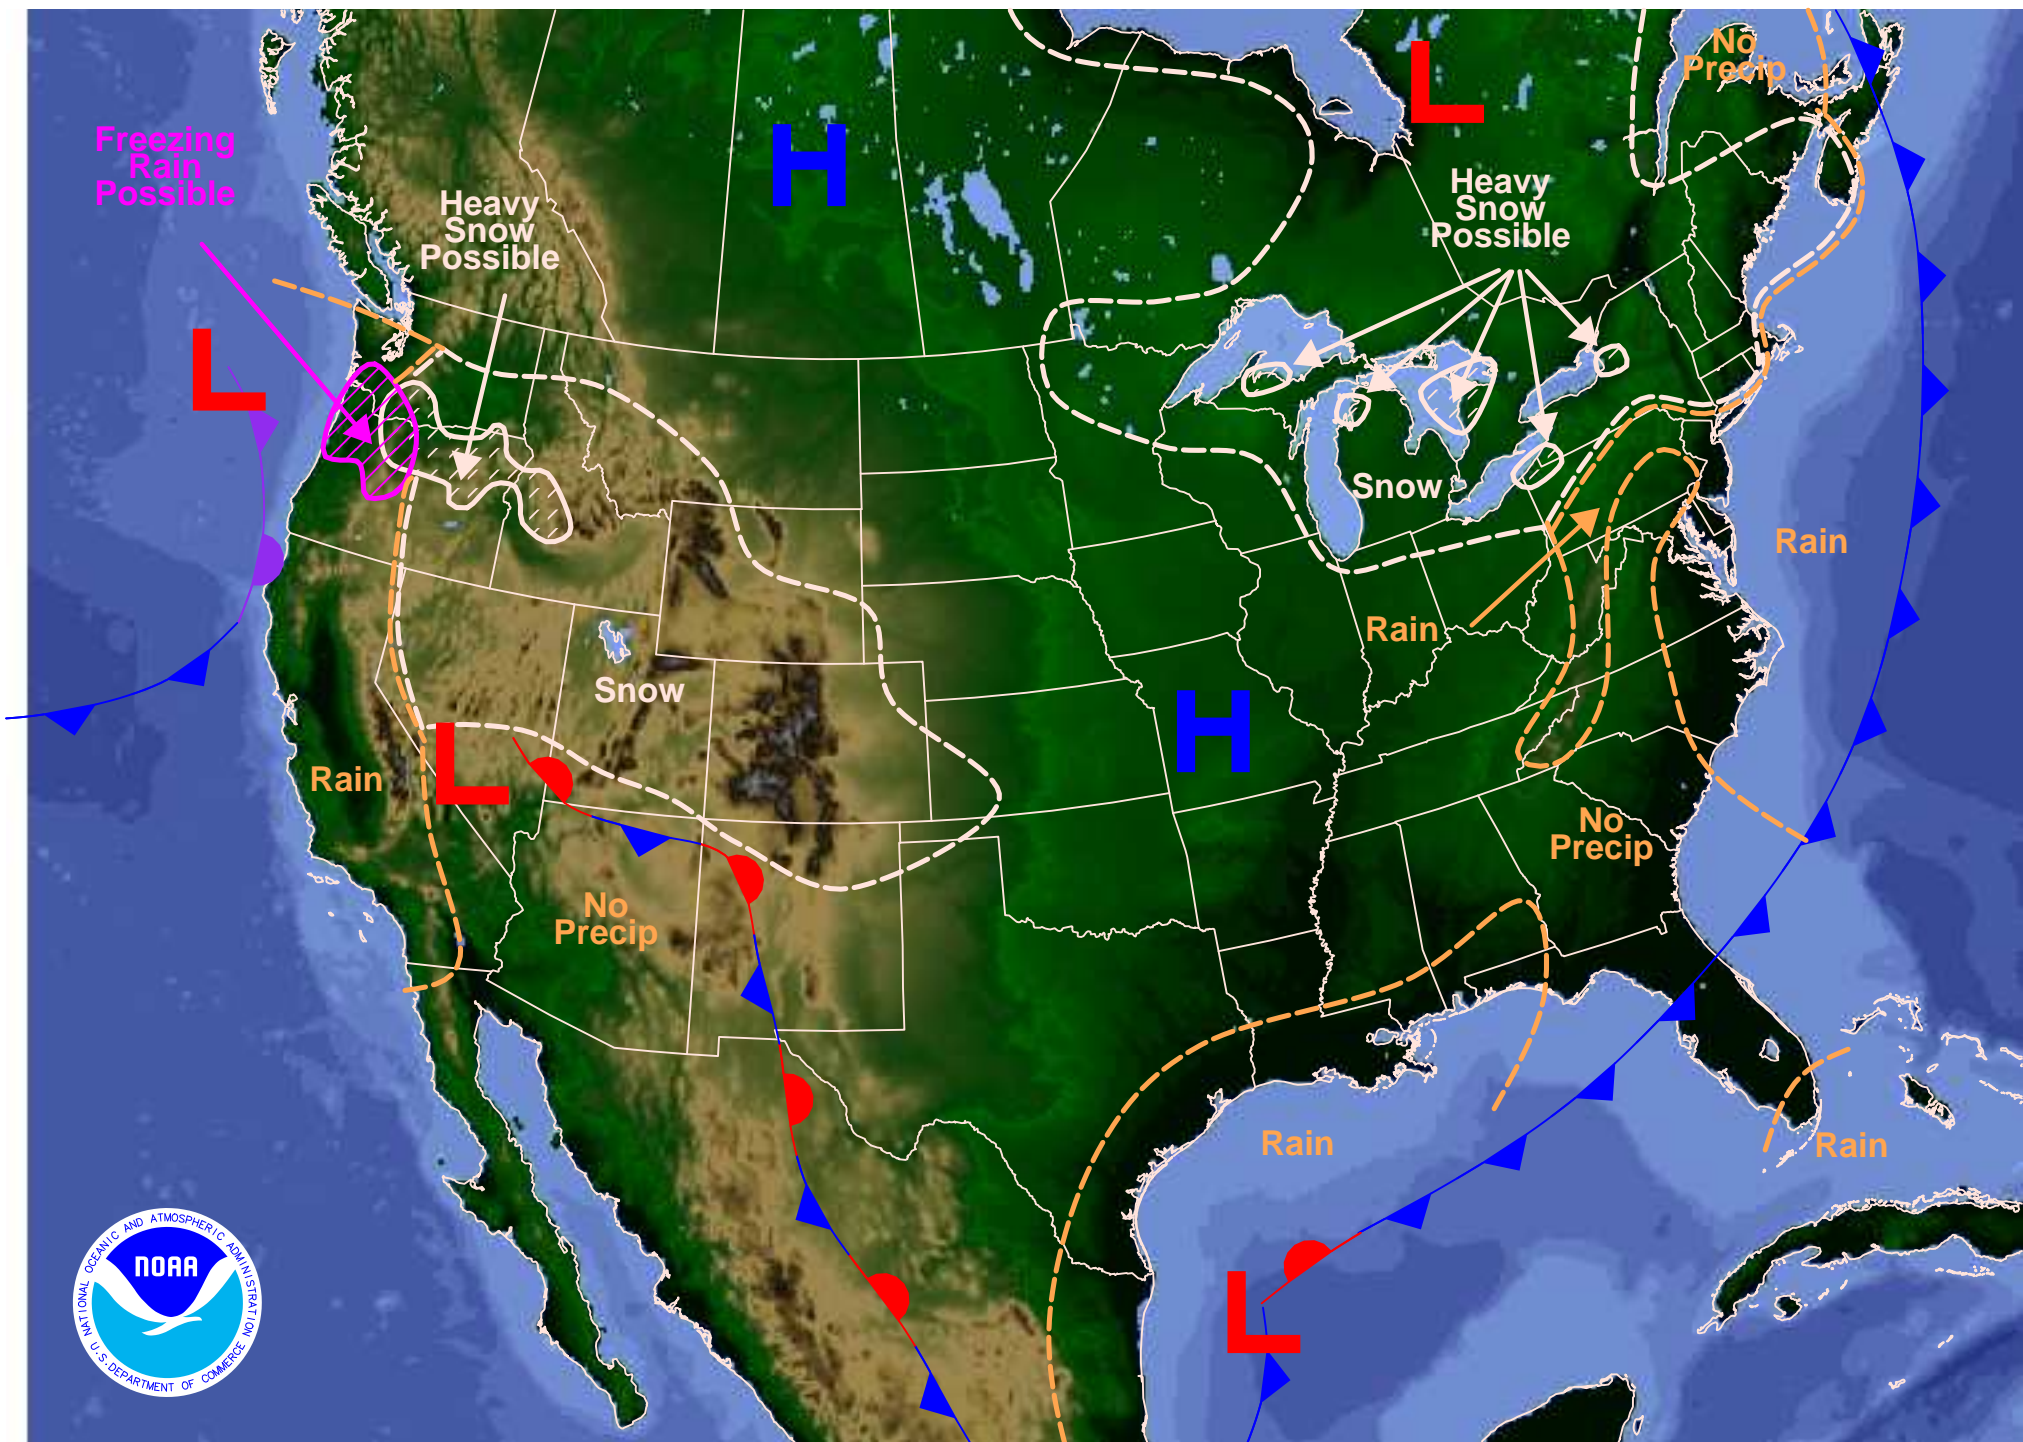 No
Precip
Freezing
Rain
Possible
Heavy
Snow
Possible
Heavy
Snow
Possible
L
H
L
Snow
Rain
Rain
Snow
H
L
Rain
No
Precip
No
Precip
Rain
Rain
L
NATIONAL OCEANIC AND ATMOSPHERIC ADMINISTRATION
NOAA
U.S. DEPARTMENT OF COMMERCE